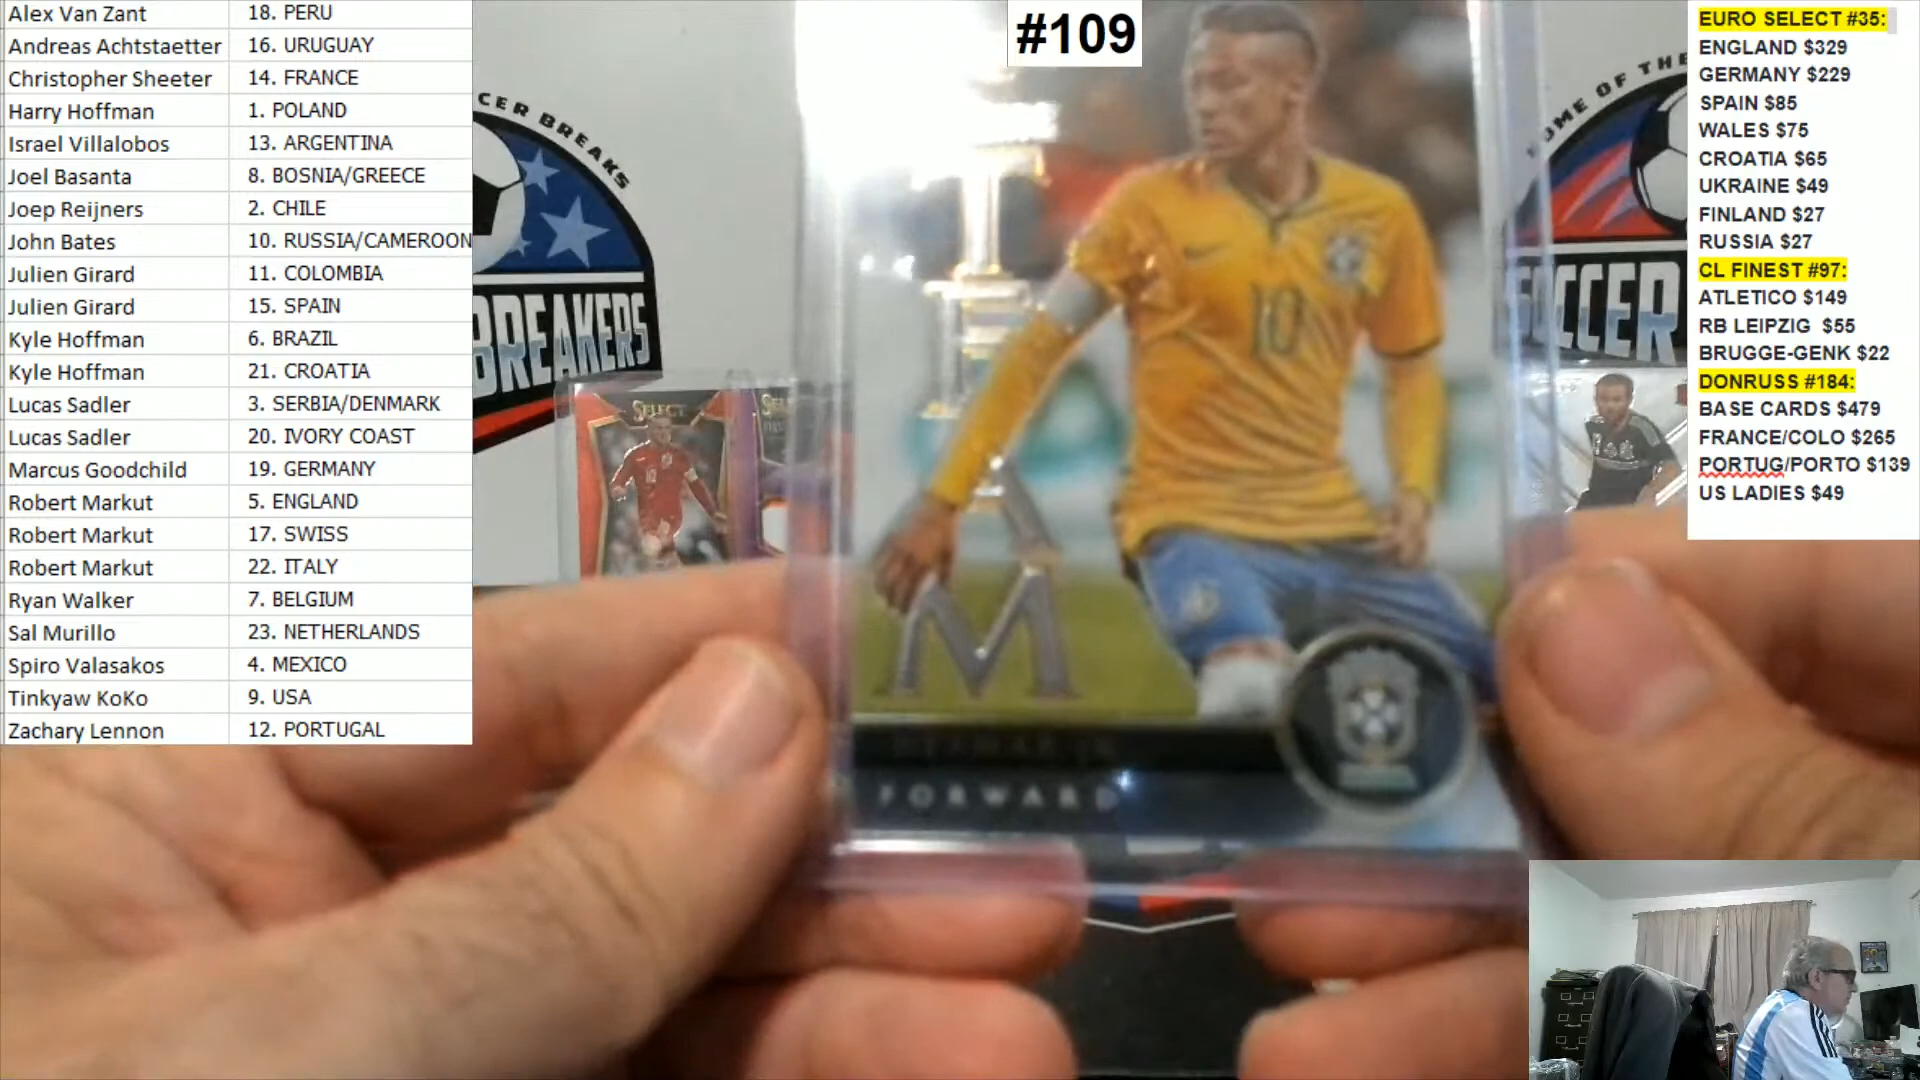 Alex Van Zant 18. PERU
Andreas Achtstaetter 16. URUGUAY
Christopher Sheeter 14. FRANCE
Harry Hoffman 1. POLAND
Israel Villalobos 13. ARGENTINA
Joel Basanta 8. BOSNIA/GREECE
Joep Reijners 2. CHILE
John Bates 10. RUSSIA/CAMEROON
Julien Girard 11. COLOMBIA
Julien Girard 15. SPAIN
Kyle Hoffman 6. BRAZIL
Kyle Hoffman 21. CROATIA
Lucas Sadler 3. SERBIA/DENMARK
Lucas Sadler 20. IVORY COAST
Marcus Goodchild 19. GERMANY
Robert Markut 5. ENGLAND
Robert Markut 17. SWISS
Robert Markut 22. ITALY
Ryan Walker 7. BELGIUM
Sal Murillo 23. NETHERLANDS
Spiro Valasakos 4. MEXICO
Tinkyaw KoKo 9. USA
Zachary Lennon 12. PORTUGAL
CER BREAKS
BREAKERS
SELECT
#109
10
M
NEYMAR JR
FORWARD
OME OF THE
SOCCER
EURO SELECT #35:
ENGLAND $329
GERMANY $229
SPAIN $85
WALES $75
CROATIA $65
UKRAINE $49
FINLAND $27
RUSSIA $27
CL FINEST #97:
ATLETICO $149
RB LEIPZIG $55
BRUGGE-GENK $22
DONRUSS #184:
BASE CARDS $479
FRANCE/COLO $265
PORTUG/PORTO $139
US LADIES $49